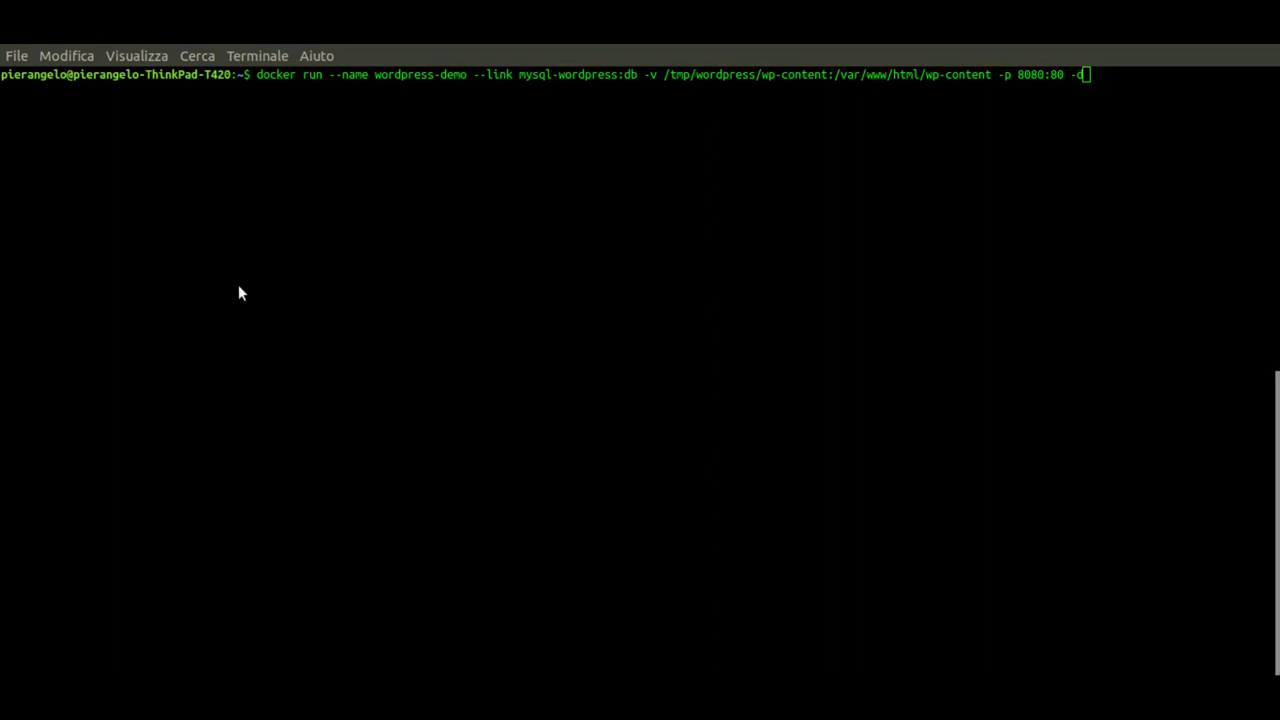 File Modifica Visualizza Cerca Terminale Aiuto
pierangelo@pierangelo-ThinkPad-T420:~$ docker run --name wordpress-demo --link mysql-wordpress:db -v /tmp/wordpress/wp-content:/var/www/html/wp-content -p 8080:80 -d